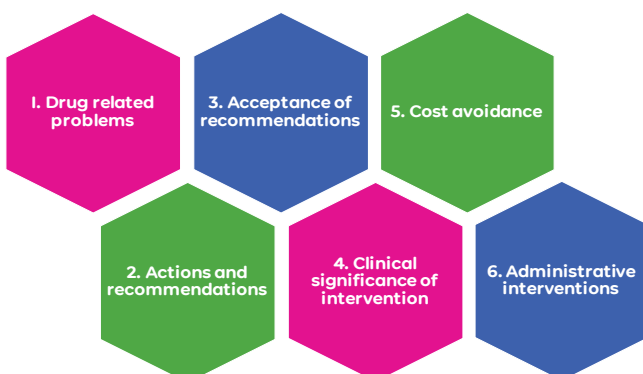 1. Drug related
problems
2. Actions and
recommendations
3. Acceptance of
recommendations
4. Clinical
significance of
intervention
5. Cost avoidance
6. Administrative
interventions